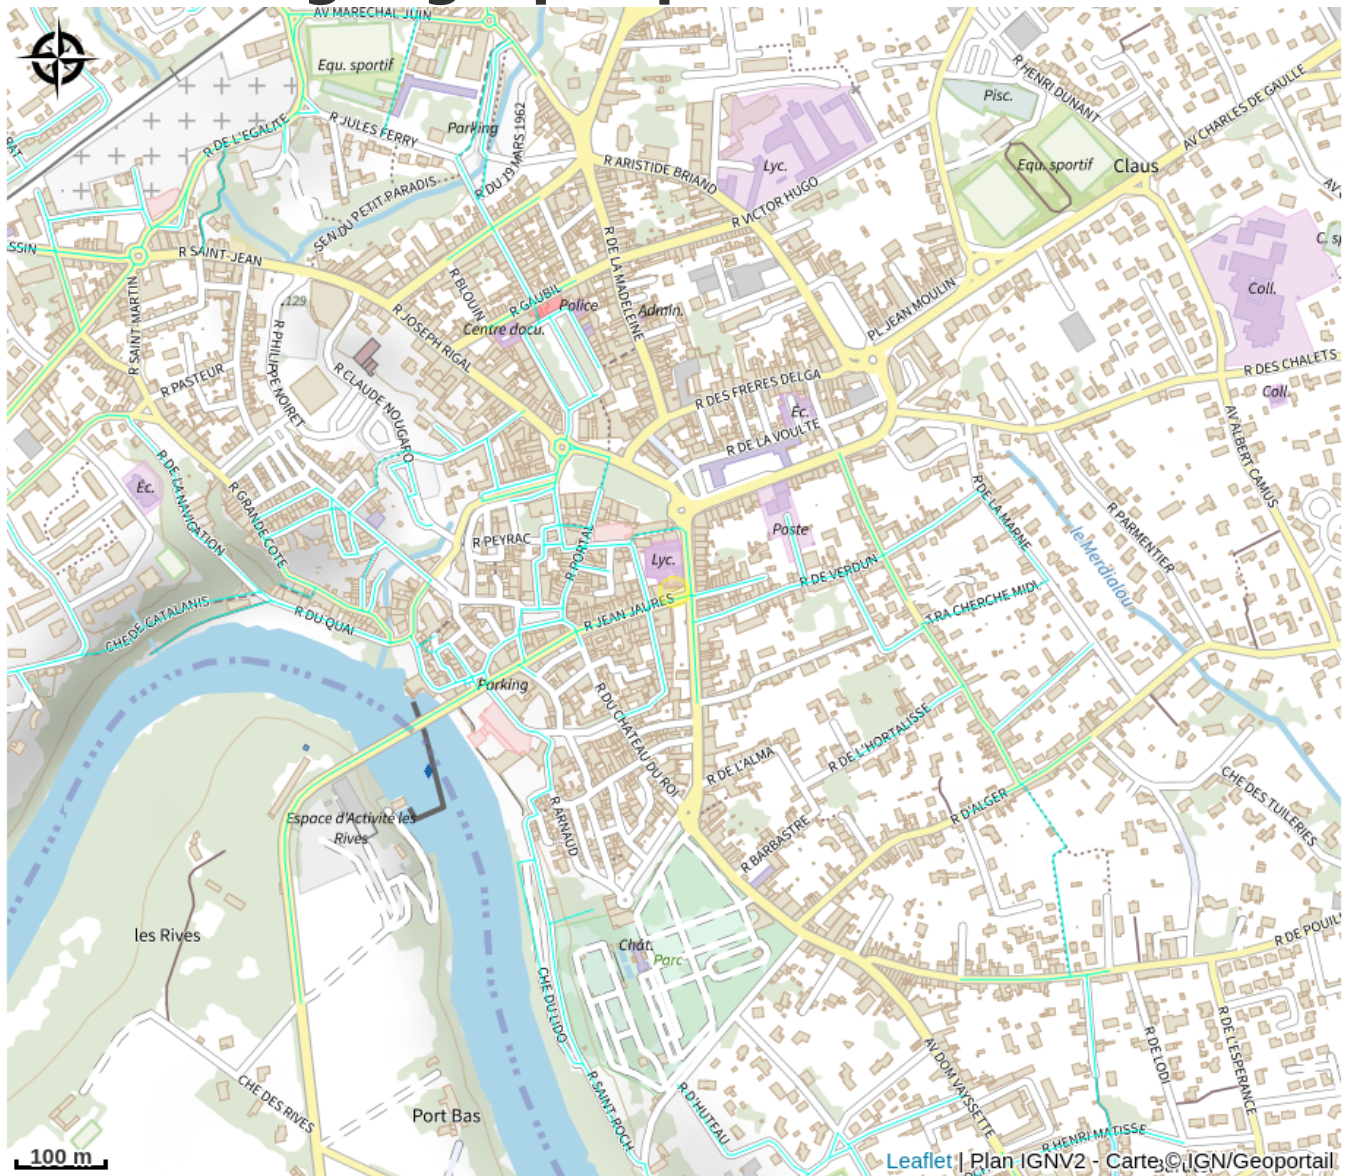 AV MARECHAL JUIN
Equ. sportif
R HENRI DUNANT
AV CHARLES DE GAULLE
Pisc.
R DE L'EGALITE
R JULES FERRY
Parking
R DU 19 MARS 1962
Lyc.
Equ. sportif
Claus
R ARISTIDE BRIAND
SEN DU PETIT PARADIS
R VICTOR HUGO
SSIN
R SAINT-JEAN
R DE LA MADELEINE
C. sp
Coll.
R BLOUIN
R GAUBIL
Police
Admin.
129
R SAINT-MARTIN
R PHILIPPE NOIRET
R JOSEPH RIGAL
Centre docu.
PL JEAN MOULIN
R PASTEUR
R CLAUDE NOUGARO
R DES CHALETS
R DES FRERES DELGA
Coll.
Éc.
R DE LA VOULTE
AV ALBERT CAMUS
Éc.
R DE LA NAVIGATION
R GRANDE COTE
R DE LA MARNE
R PARMENTIER
le Merdialou
R PEYRAC
R PORTAL
Poste
Lyc.
R DE VERDUN
TRA CHERCHE MIDI
CHE DE CATALANIS
R DU QUAI
R JEAN JAURES
Parking
R DU CHATEAU DU ROI
R DE L'HORTALISSE
R DE L'ALMA
CHE DES TUILERIES
R D'ALGER
Espace d'Activité les
Rives
R ARNAUD
R BARBASTRE
les Rives
Chât.
Parc
R DE POUIL
CHE DU LIDO
R DE LODI
R DE L'ESPERANCE
AV DOM VAYSSETTE
CHE DES RIVES
Port Bas
R SAINT-ROCH
R D'HUTEAU
R HENRI MATISSE
100 m
Leaflet | Plan IGNV2 - Carte © IGN/Geoportail